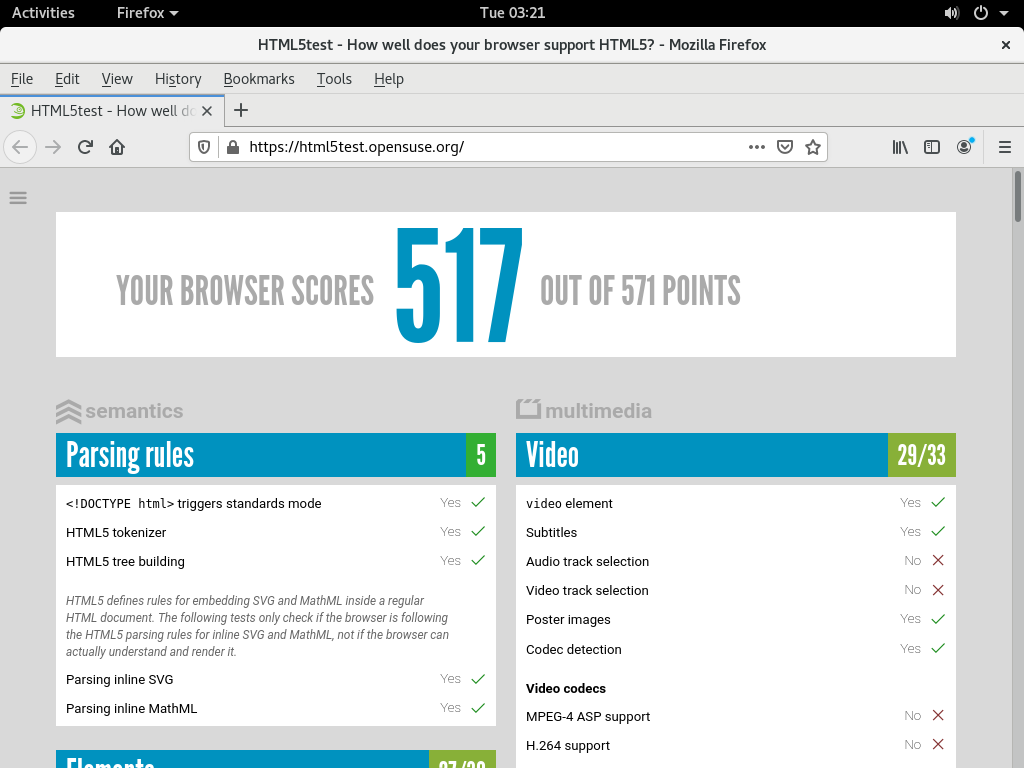 Activities Firefox Tue 03:21
HTML5test - How well does your browser support HTML5? - Mozilla Firefox
File Edit View History Bookmarks Tools Help
HTML5test - How well do
https://html5test.opensuse.org/
YOUR BROWSER SCORES 517 OUT OF 571 POINTS
semantics
Parsing rules 5
<!DOCTYPE html> triggers standards mode Yes
HTML5 tokenizer Yes
HTML5 tree building Yes
HTML5 defines rules for embedding SVG and MathML inside a regular
HTML document. The following tests only check if the browser is following
the HTML5 parsing rules for inline SVG and MathML, not if the browser can
actually understand and render it.
Parsing inline SVG Yes
Parsing inline MathML Yes
Elements
multimedia
Video 29/33
video element Yes
Subtitles Yes
Audio track selection No
Video track selection No
Poster images Yes
Codec detection Yes
Video codecs
MPEG-4 ASP support No
H.264 support No